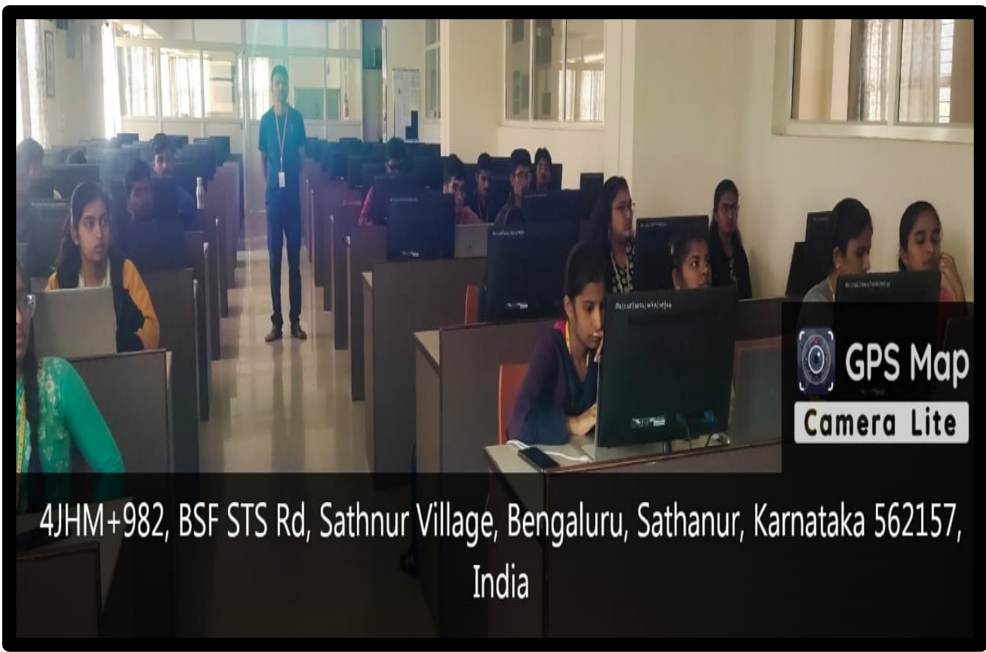 GPS Map
Camera Lite
4JHM+982, BSF STS Rd, Sathnur Village, Bengaluru, Sathanur, Karnataka 562157,
India